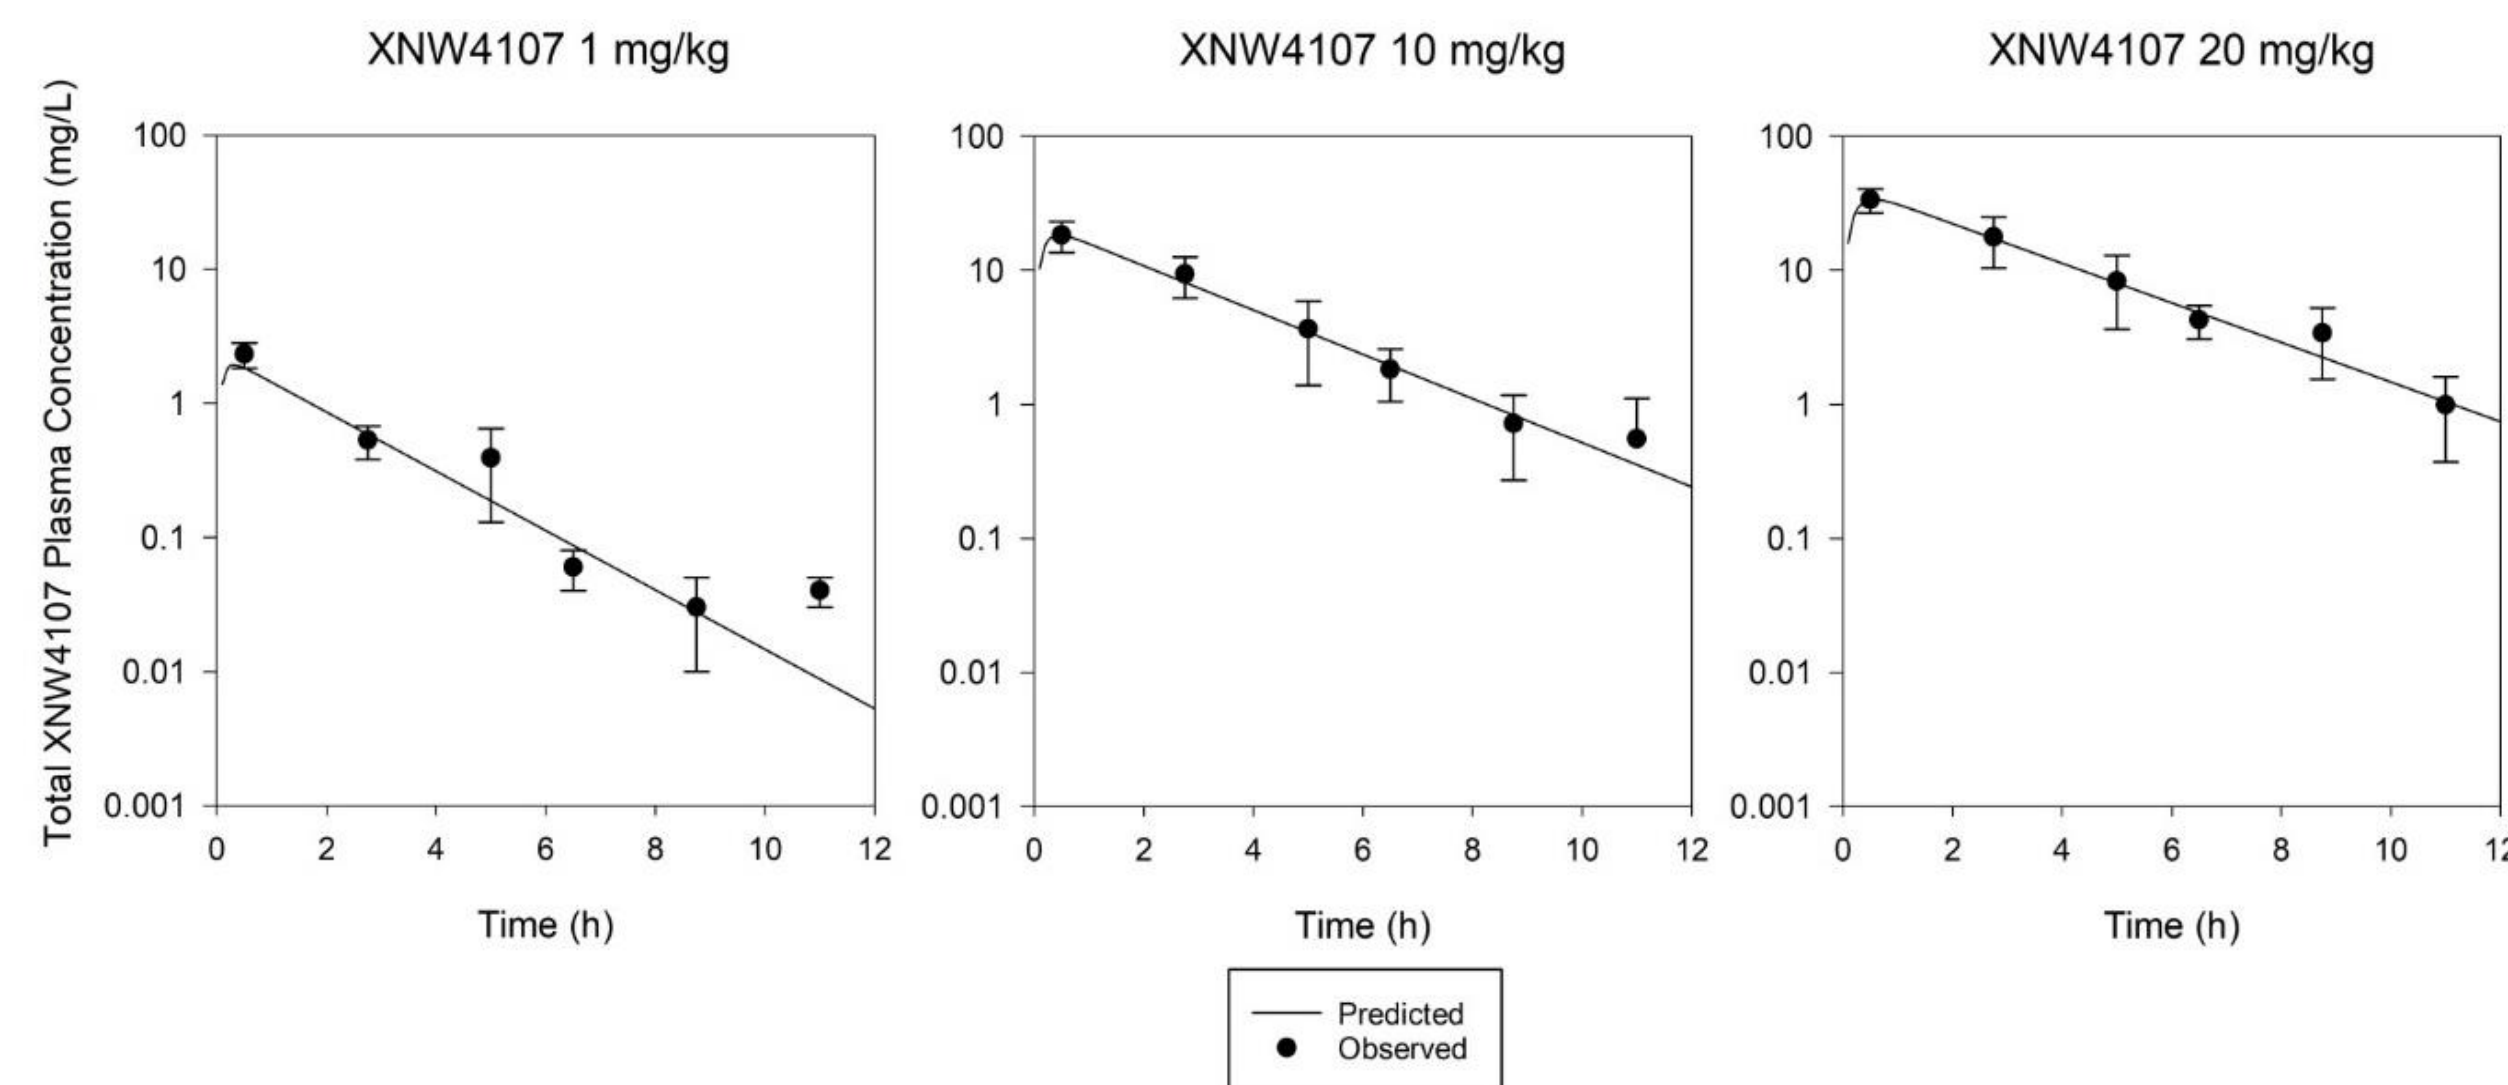 XNW4107 1 mg/kg
XNW4107 10 mg/kg
XNW4107 20 mg/kg
Total XNW4107 Plasma Concentration (mg/L)
100
10
1
0.1
0.01
0.001
0 2 4 6 8 10 12
Time (h)
100
10
1
0.1
0.01
0.001
0 2 4 6 8 10 12
Time (h)
100
10
1
0.1
0.01
0.001
0 2 4 6 8 10 12
Time (h)
Predicted
Observed